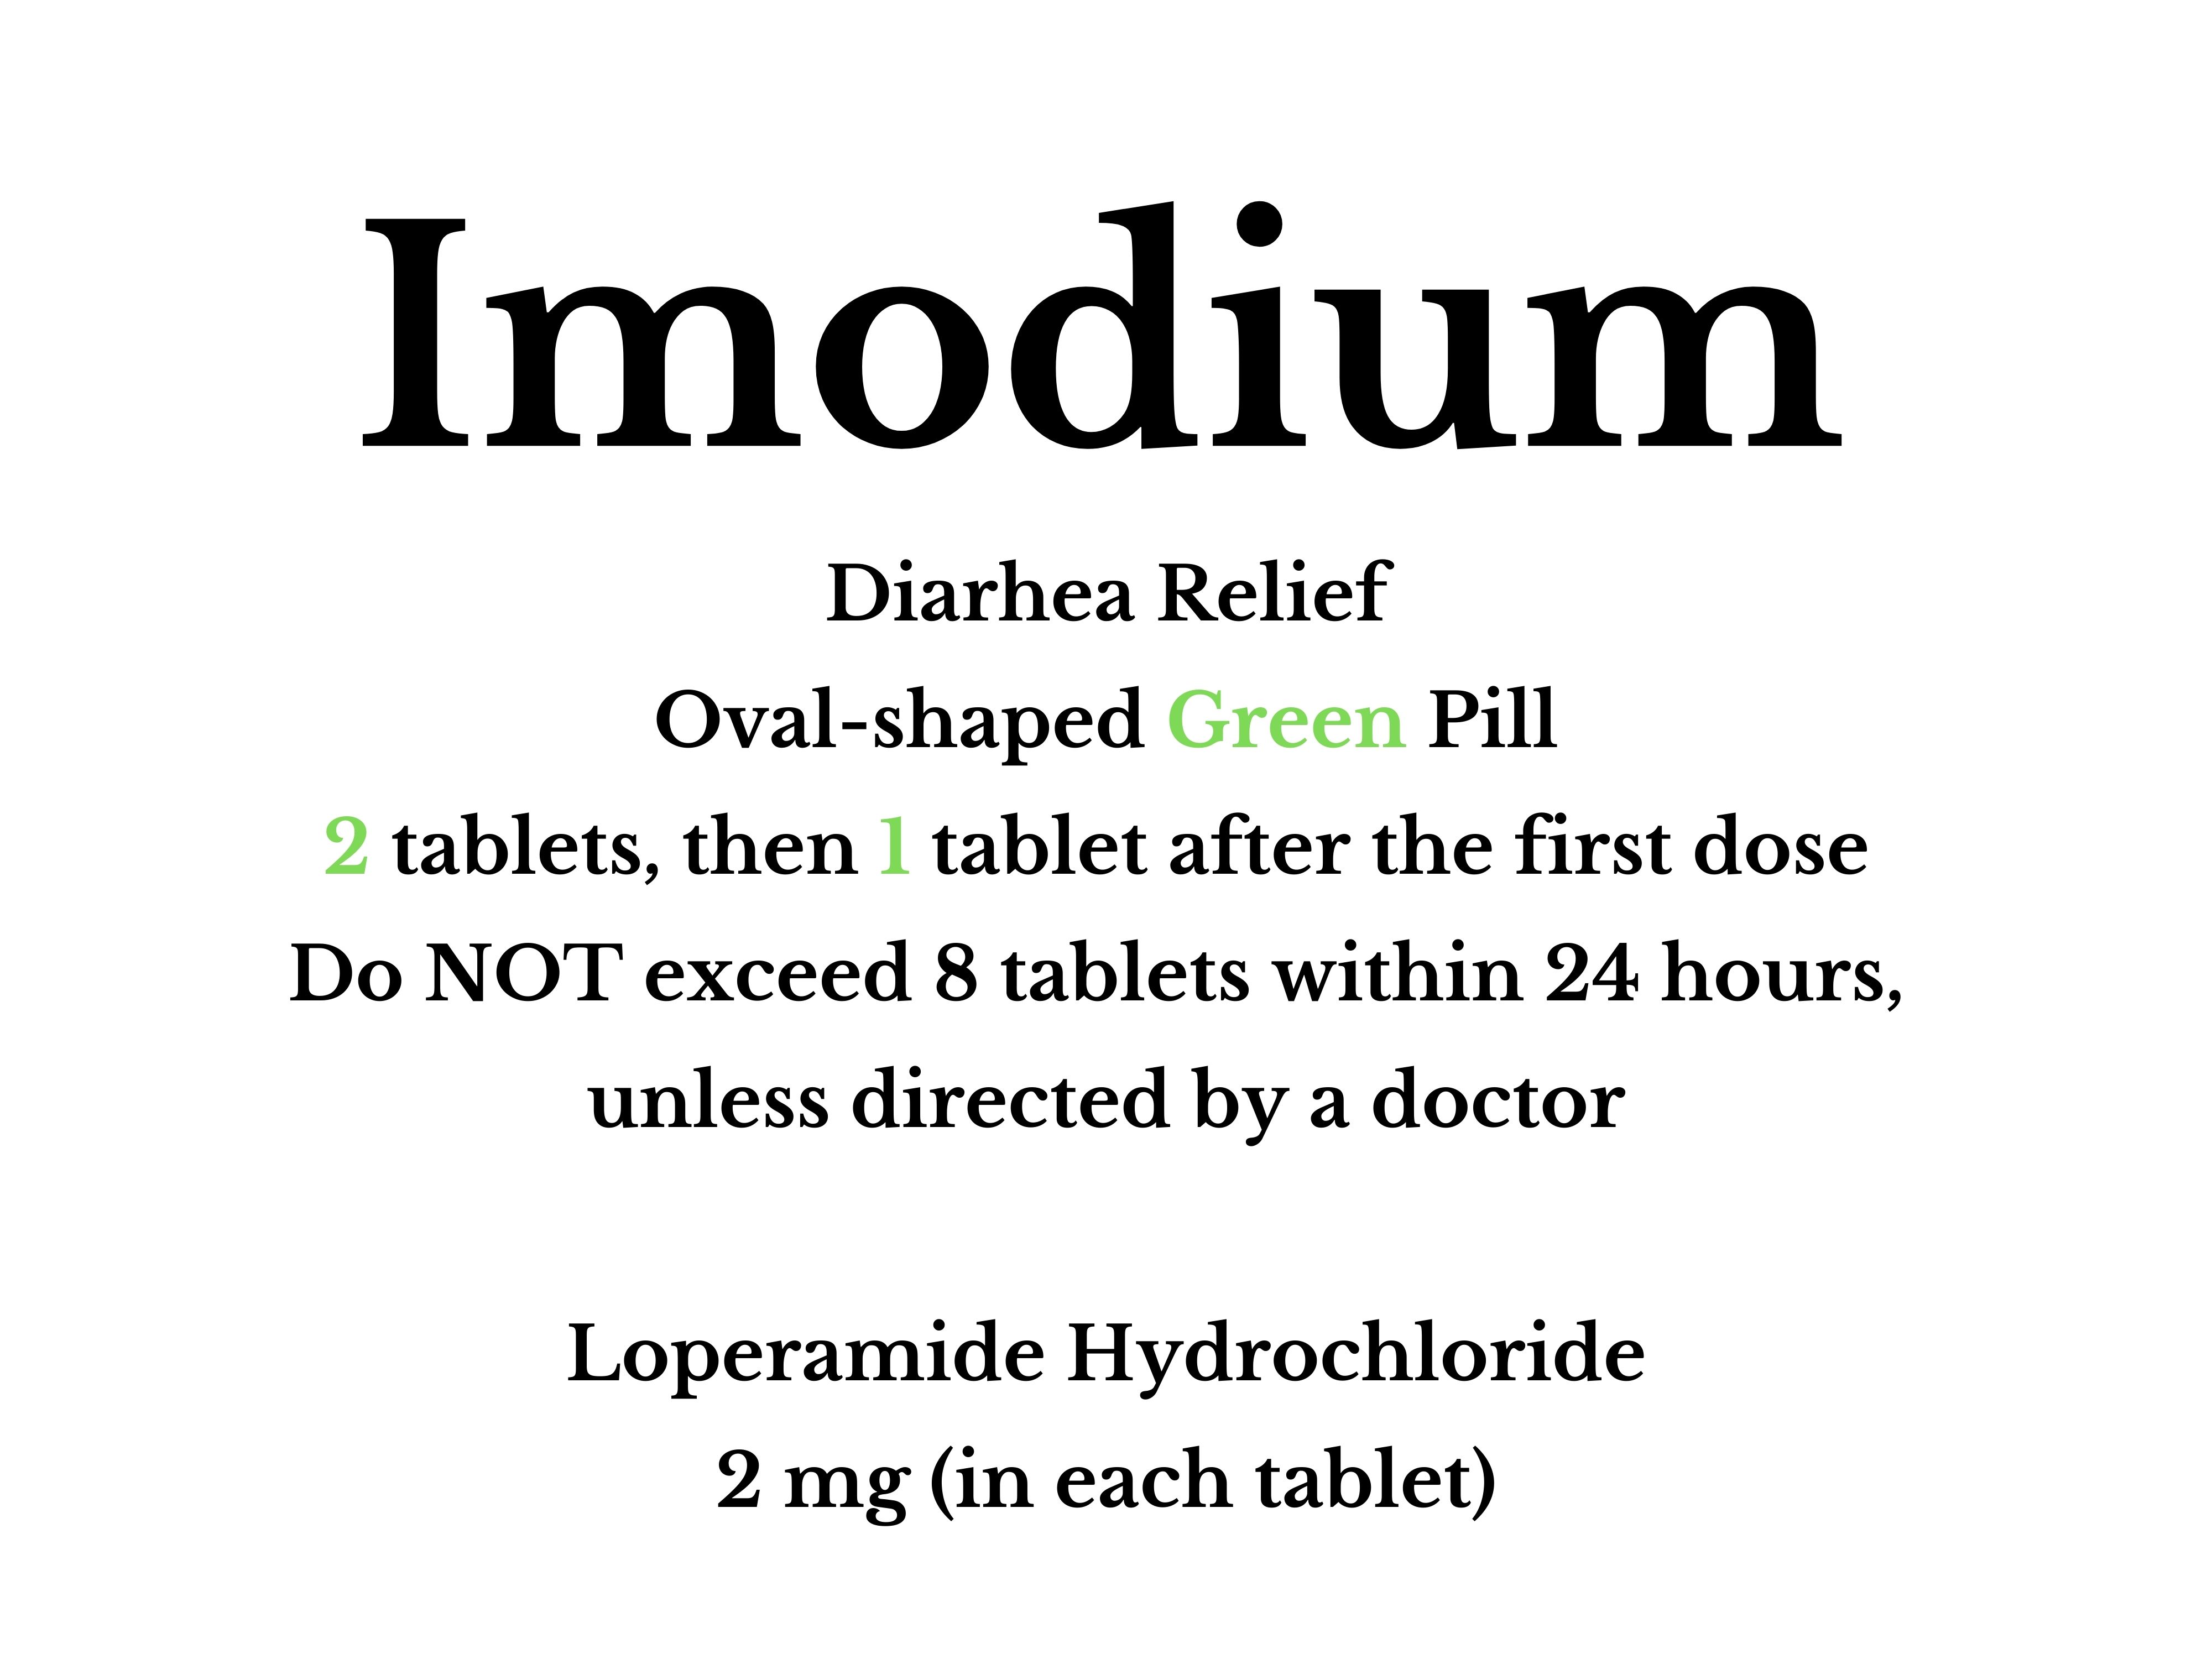 Imodium
Diarhea Relief
Oval-shaped Green Pill
2 tablets, then 1 tablet after the first dose
Do NOT exceed 8 tablets within 24 hours,
unless directed by a doctor
Loperamide Hydrochloride
2 mg (in each tablet)